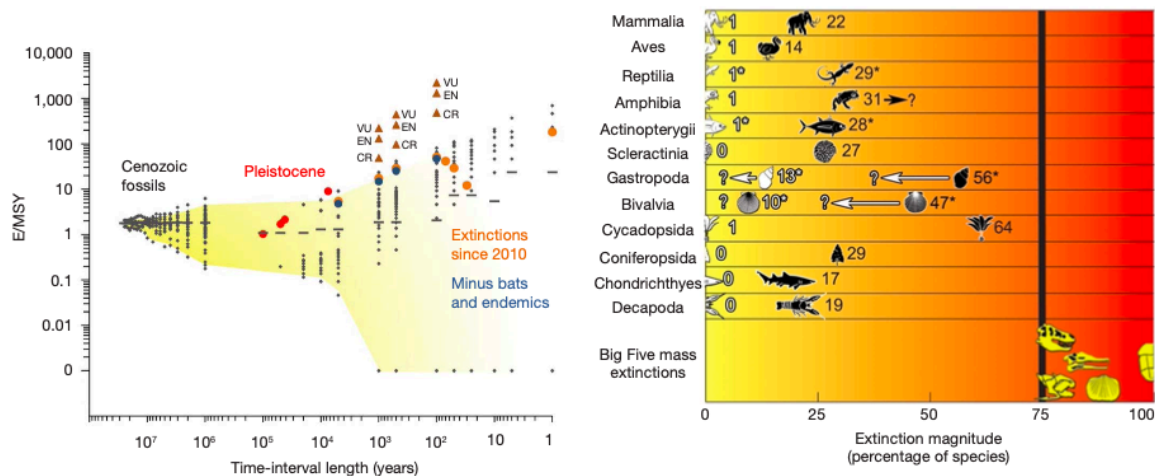 10,000
1,000
100
10
1
0.1
0.01
0
E/MSY
Cenozoic
fossils
Pleistocene
VU
EN
CR
VU
EN
CR
VU
EN
CR
Extinctions
since 2010
Minus bats
and endemics
10⁷
10⁶
10⁵
10⁴
10³
10²
10
1
Time-interval length (years)
Mammalia 1 22
Aves 1 14
Reptilia 1* 29*
Amphibia 1 31 ?
Actinopterygii 1* 28*
Scleractinia 0 27
Gastropoda ? 13* ? 56*
Bivalvia ? 10* ? 47*
Cycadopsida 1 64
Coniferopsida 0 29
Chondrichthyes 0 17
Decapoda 0 19
Big Five mass
extinctions
0 25 50 75 100
Extinction magnitude
(percentage of species)